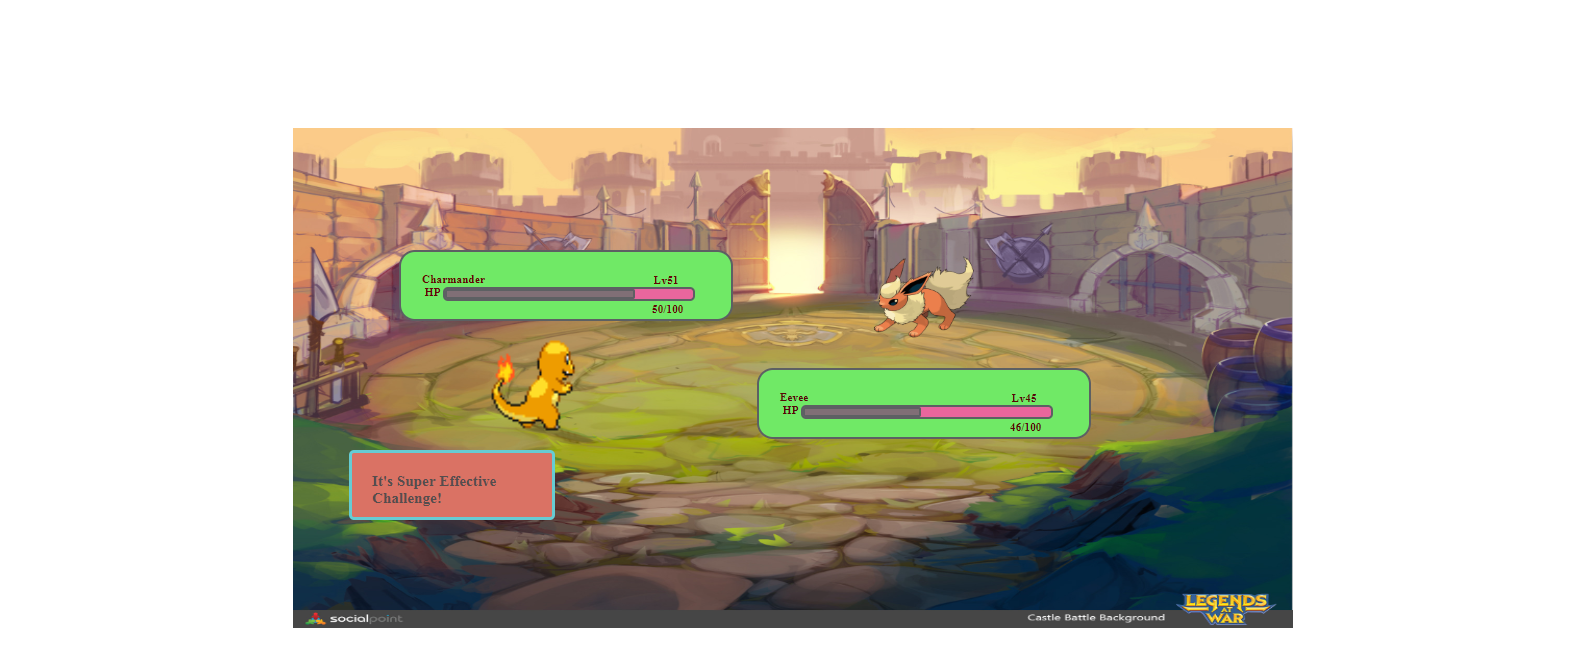 Charmander Lv51
HP
50/100
Eevee Lv45
HP
46/100
It's Super Effective
Challenge!
socialpoint
Castle Battle Background
LEGENDS
AT
WAR